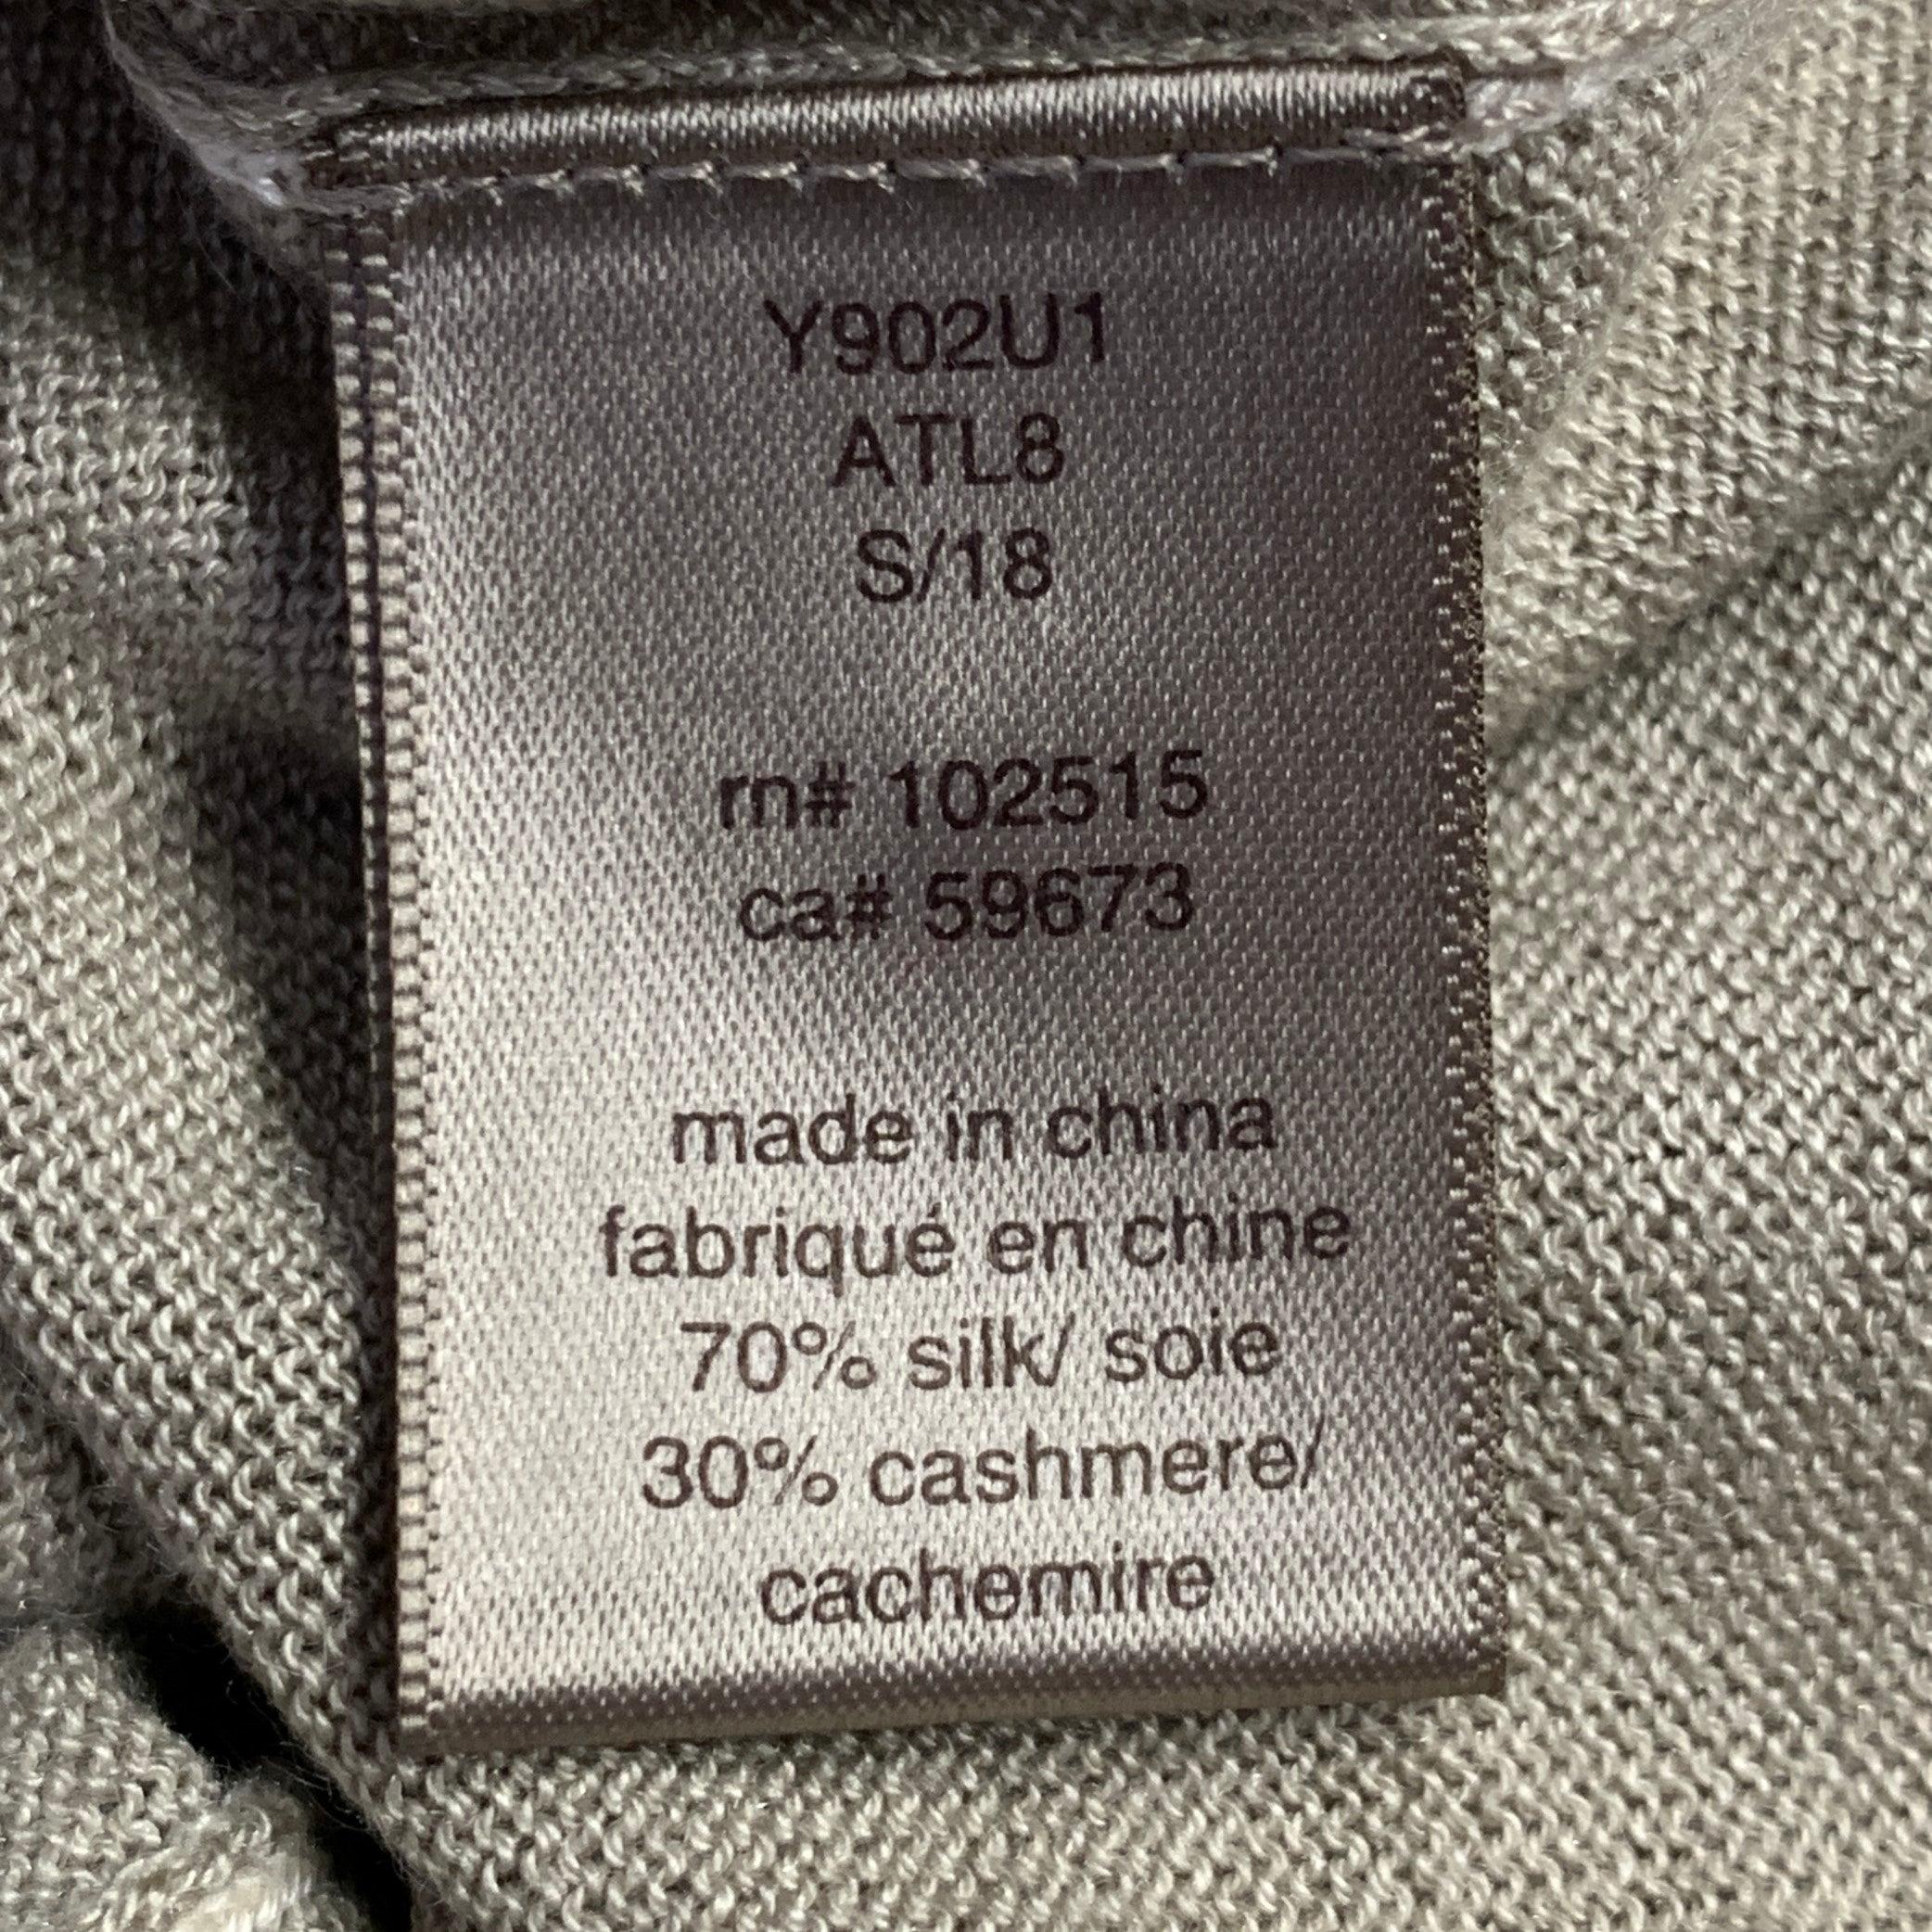 Y902U1
ATL8
S/18
rn# 102515
ca# 59673
made in china
fabriqué en chine
70% silk/ soie
30% cashmere/
cachemire